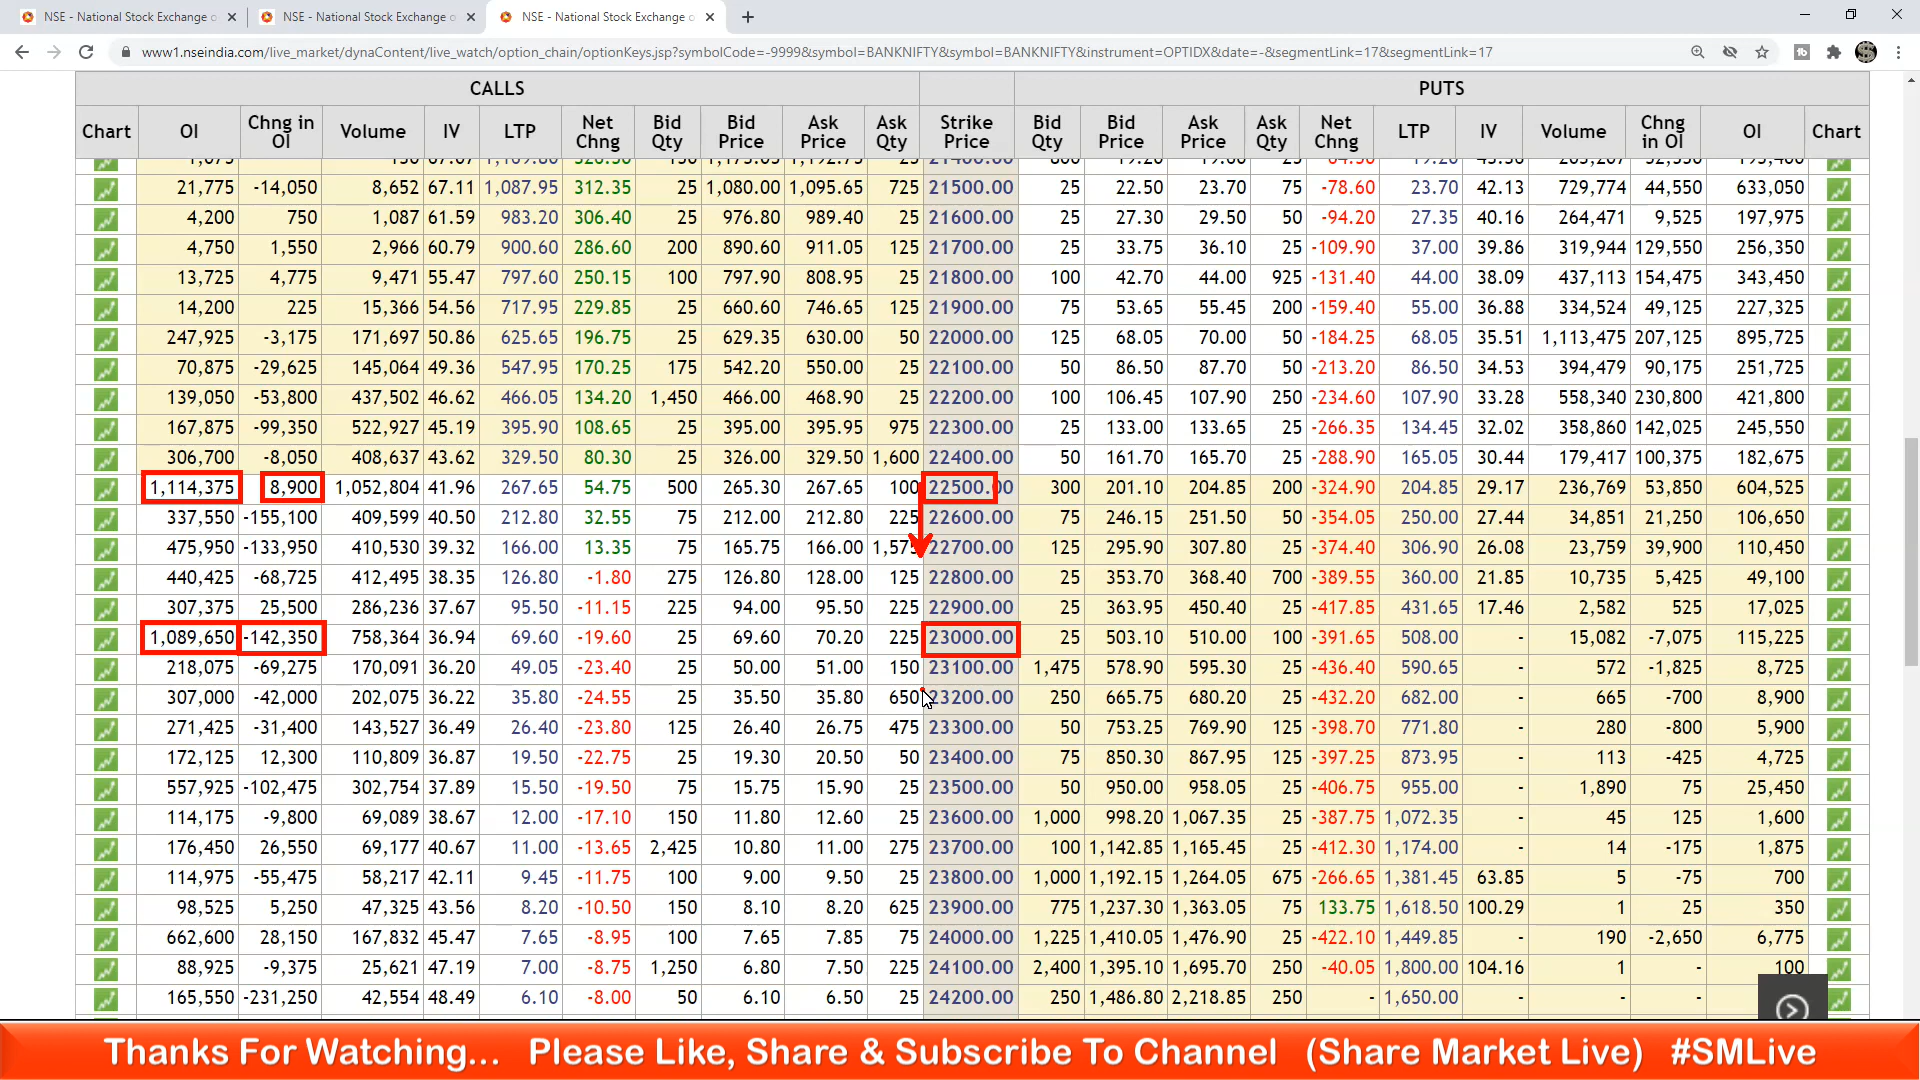 NSE - National Stock Exchange o
NSE - National Stock Exchange o
NSE - National Stock Exchange o
www1.nseindia.com/live_market/dynaContent/live_watch/option_chain/optionKeys.jsp?symbolCode=-9999&symbol=BANKNIFTY&symbol=BANKNIFTY&instrument=OPTIDX&date=-&segmentLink=17&segmentLink=17
CALLS PUTS
Chart OI Chng in OI Volume IV LTP Net Chng Bid Qty Bid Price Ask Price Ask Qty Strike Price Bid Qty Bid Price Ask Price Ask Qty Net Chng LTP IV Volume Chng in OI OI Chart
21,775 -14,050 8,652 67.11 1,087.95 312.35 25 1,080.00 1,095.65 725 21500.00 25 22.50 23.70 75 -78.60 23.70 42.13 729,774 44,550 633,050
4,200 750 1,087 61.59 983.20 306.40 25 976.80 989.40 25 21600.00 25 27.30 29.50 50 -94.20 27.35 40.16 264,471 9,525 197,975
4,750 1,550 2,966 60.79 900.60 286.60 200 890.60 911.05 125 21700.00 25 33.75 36.10 25 -109.90 37.00 39.86 319,944 129,550 256,350
13,725 4,775 9,471 55.47 797.60 250.15 100 797.90 808.95 25 21800.00 100 42.70 44.00 925 -131.40 44.00 38.09 437,113 154,475 343,450
14,200 225 15,366 54.56 717.95 229.85 25 660.60 746.65 125 21900.00 75 53.65 55.45 200 -159.40 55.00 36.88 334,524 49,125 227,325
247,925 -3,175 171,697 50.86 625.65 196.75 25 629.35 630.00 50 22000.00 125 68.05 70.00 50 -184.25 68.05 35.51 1,113,475 207,125 895,725
70,875 -29,625 145,064 49.36 547.95 170.25 175 542.20 550.00 25 22100.00 50 86.50 87.70 50 -213.20 86.50 34.53 394,479 90,175 251,725
139,050 -53,800 437,502 46.62 466.05 134.20 1,450 466.00 468.90 25 22200.00 100 106.45 107.90 250 -234.60 107.90 33.28 558,340 230,800 421,800
167,875 -99,350 522,927 45.19 395.90 108.65 25 395.00 395.95 975 22300.00 25 133.00 133.65 25 -266.35 134.45 32.02 358,860 142,025 245,550
306,700 -8,050 408,637 43.62 329.50 80.30 25 326.00 329.50 1,600 22400.00 50 161.70 165.70 25 -288.90 165.05 30.44 179,417 100,375 182,675
1,114,375 8,900 1,052,804 41.96 267.65 54.75 500 265.30 267.65 100 22500.00 300 201.10 204.85 200 -324.90 204.85 29.17 236,769 53,850 604,525
337,550 -155,100 409,599 40.50 212.80 32.55 75 212.00 212.80 225 22600.00 75 246.15 251.50 50 -354.05 250.00 27.44 34,851 21,250 106,650
475,950 -133,950 410,530 39.32 166.00 13.35 75 165.75 166.00 1,575 22700.00 125 295.90 307.80 25 -374.40 306.90 26.08 23,759 39,900 110,450
440,425 -68,725 412,495 38.35 126.80 -1.80 275 126.80 128.00 125 22800.00 25 353.70 368.40 700 -389.55 360.00 21.85 10,735 5,425 49,100
307,375 25,500 286,236 37.67 95.50 -11.15 225 94.00 95.50 225 22900.00 25 363.95 450.40 25 -417.85 431.65 17.46 2,582 525 17,025
1,089,650 -142,350 758,364 36.94 69.60 -19.60 25 69.60 70.20 225 23000.00 25 503.10 510.00 100 -391.65 508.00 - 15,082 -7,075 115,225
218,075 -69,275 170,091 36.20 49.05 -23.40 25 50.00 51.00 150 23100.00 1,475 578.90 595.30 25 -436.40 590.65 - 572 -1,825 8,725
307,000 -42,000 202,075 36.22 35.80 -24.55 25 35.50 35.80 650 23200.00 250 665.75 680.20 25 -432.20 682.00 - 665 -700 8,900
271,425 -31,400 143,527 36.49 26.40 -23.80 125 26.40 26.75 475 23300.00 50 753.25 769.90 125 -398.70 771.80 - 280 -800 5,900
172,125 12,300 110,809 36.87 19.50 -22.75 25 19.30 20.50 50 23400.00 75 850.30 867.95 125 -397.25 873.95 - 113 -425 4,725
557,925 -102,475 302,754 37.89 15.50 -19.50 75 15.75 15.90 25 23500.00 50 950.00 958.05 25 -406.75 955.00 - 1,890 75 25,450
114,175 -9,800 69,089 38.67 12.00 -17.10 150 11.80 12.60 25 23600.00 1,000 998.20 1,067.35 25 -387.75 1,072.35 - 45 125 1,600
176,450 26,550 69,177 40.67 11.00 -13.65 2,425 10.80 11.00 275 23700.00 100 1,142.85 1,165.45 25 -412.30 1,174.00 - 14 -175 1,875
114,975 -55,475 58,217 42.11 9.45 -11.75 100 9.00 9.50 25 23800.00 1,000 1,192.15 1,264.05 675 -266.65 1,381.45 63.85 5 -75 700
98,525 5,250 47,325 43.56 8.20 -10.50 150 8.10 8.20 625 23900.00 775 1,237.30 1,363.05 75 133.75 1,618.50 100.29 1 25 350
662,600 28,150 167,832 45.47 7.65 -8.95 100 7.65 7.85 75 24000.00 1,225 1,410.05 1,476.90 25 -422.10 1,449.85 - 190 -2,650 6,775
88,925 -9,375 25,621 47.19 7.00 -8.75 1,250 6.80 7.50 225 24100.00 2,400 1,395.10 1,695.70 250 -40.05 1,800.00 104.16 1 - 100
165,550 -231,250 42,554 48.49 6.10 -8.00 50 6.10 6.50 25 24200.00 250 1,486.80 2,218.85 250 - 1,650.00 - - -
Thanks For Watching... Please Like, Share & Subscribe To Channel (Share Market Live) #SMLive